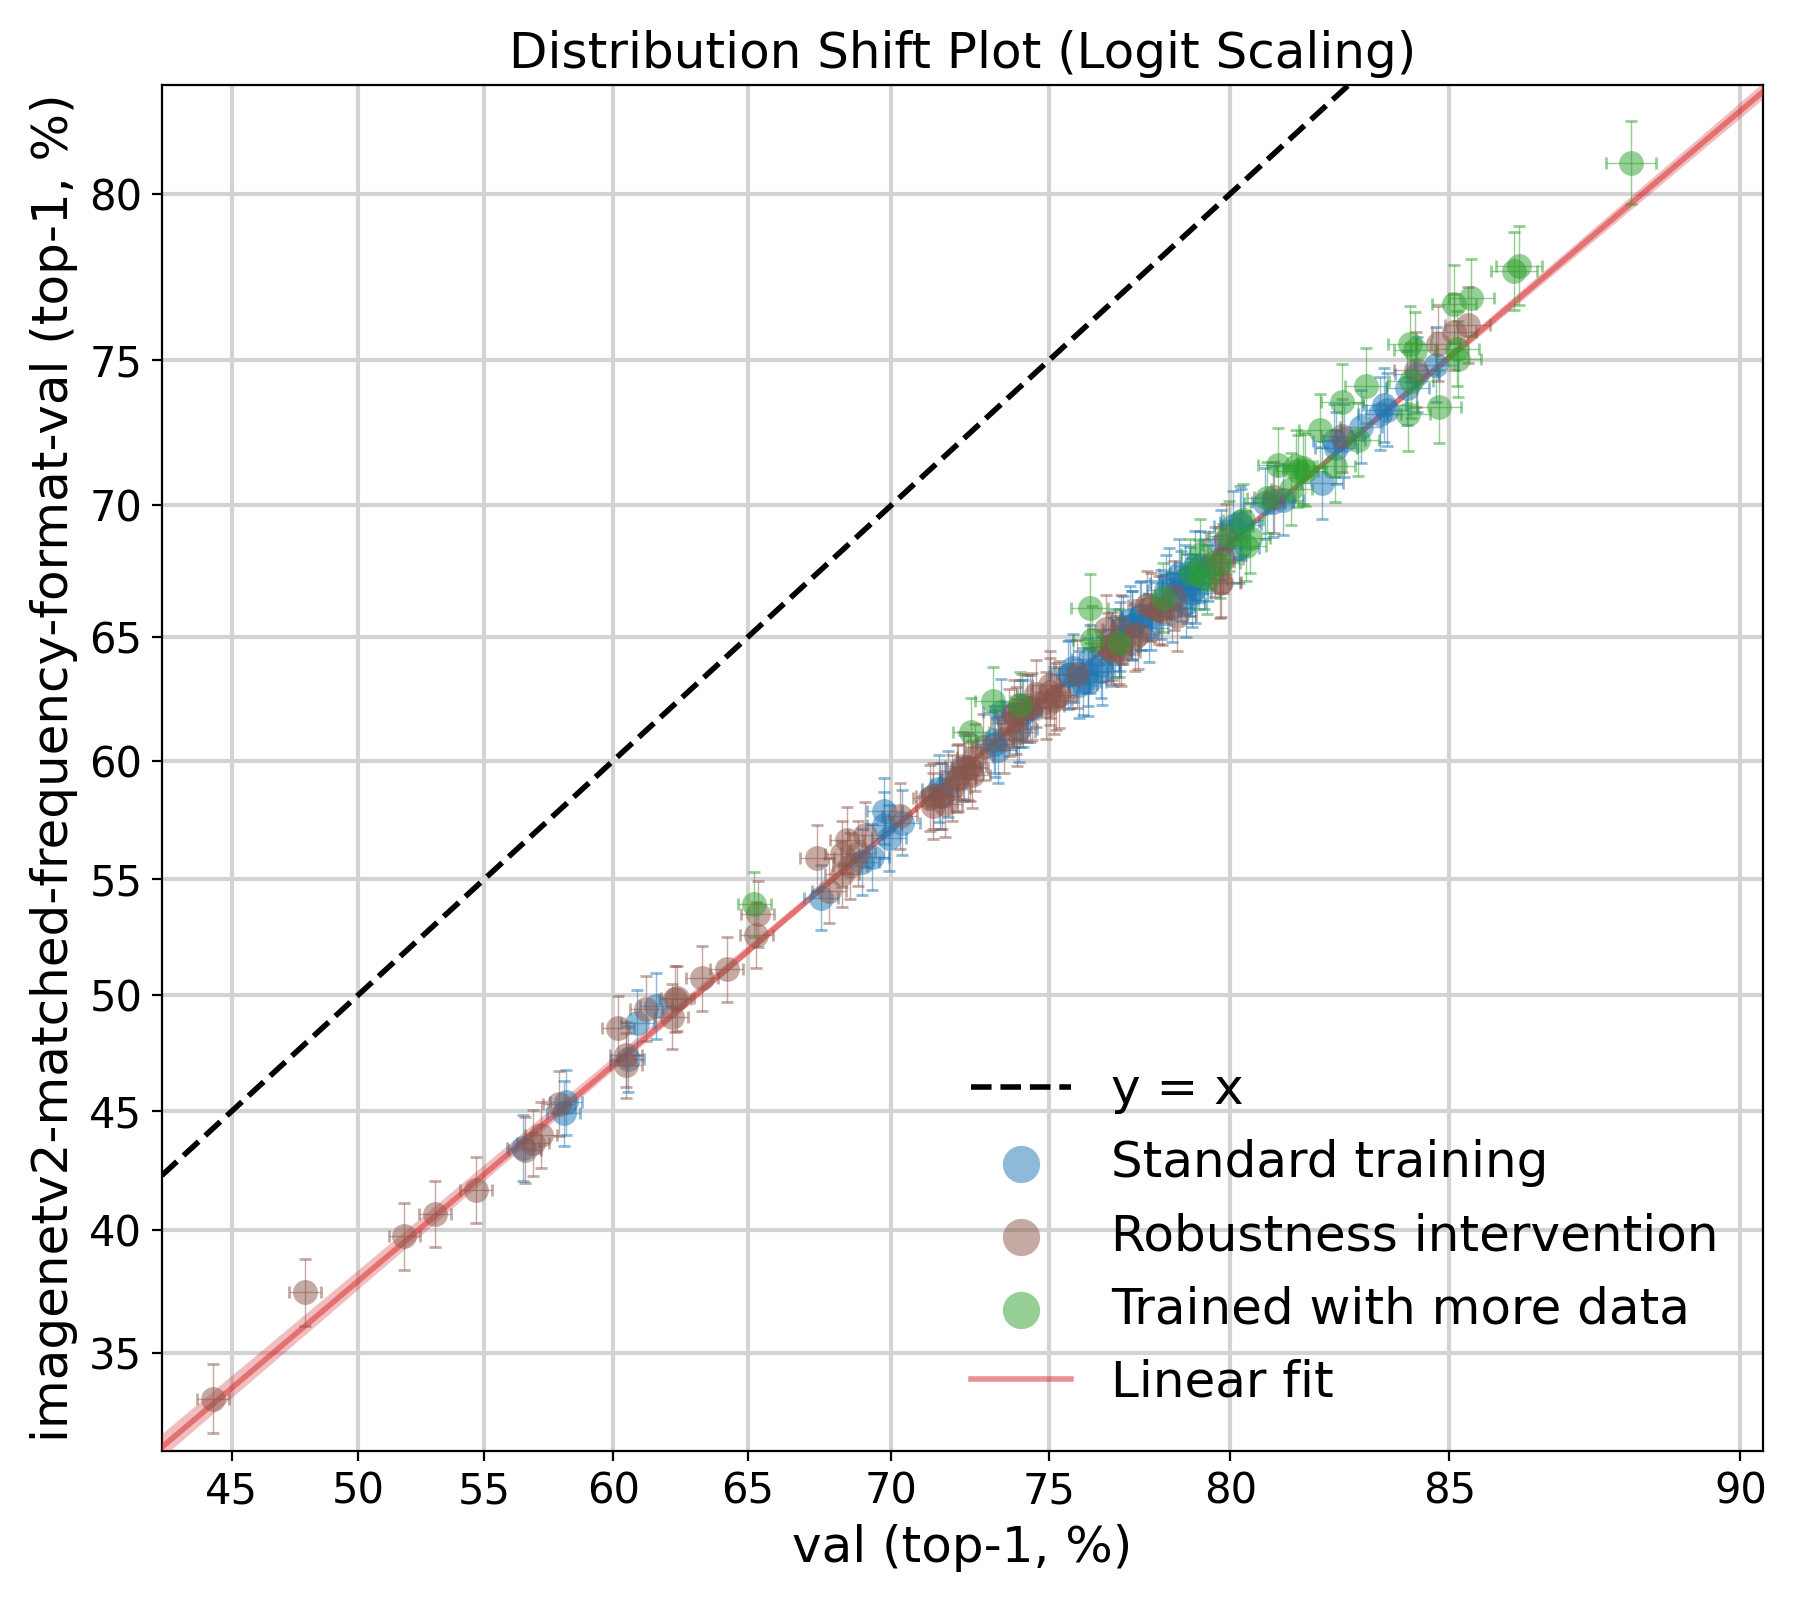 Distribution Shift Plot (Logit Scaling)
imagenetv2-matched-frequency-format-val (top-1, %)
80
75
70
65
60
55
50
45
40
35
y = x
Standard training
Robustness intervention
Trained with more data
Linear fit
45 50 55 60 65 70 75 80 85 90
val (top-1, %)